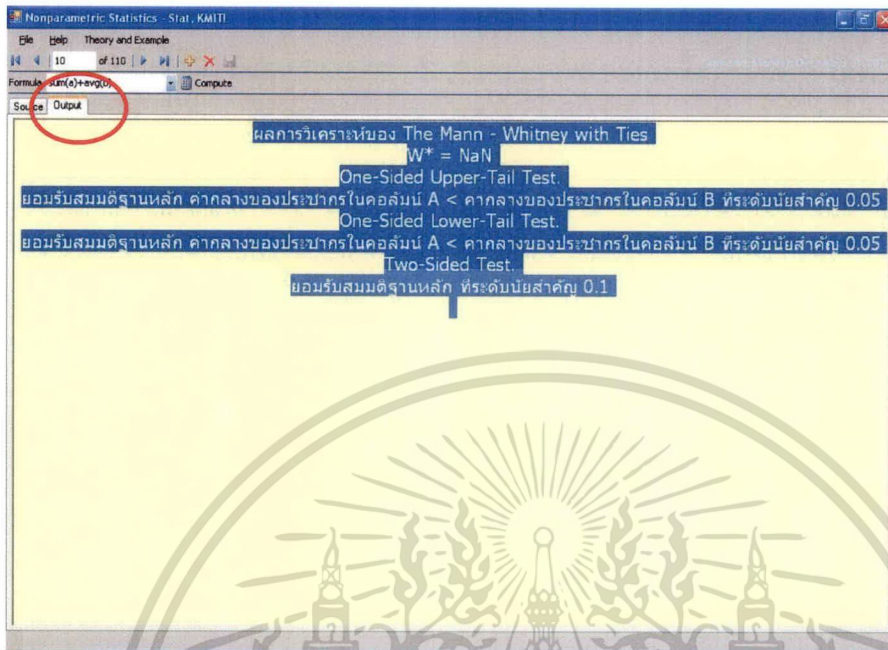 Nonparametric Statistics - Stat, KMITL
File Help Theory and Example
10 of 110
Formula sum(a)+avg(b) Compute
Source Output
ผลการวิเคราะห์ของ The Mann - Whitney with Ties
W* = NaN
One-Sided Upper-Tail Test.
ยอมรับสมมติฐานหลัก ค่ากลางของประชากรในคอลัมน์ A < ค่ากลางของประชากรในคอลัมน์ B ที่ระดับนัยสำคัญ 0.05
One-Sided Lower-Tail Test.
ยอมรับสมมติฐานหลัก ค่ากลางของประชากรในคอลัมน์ A < ค่ากลางของประชากรในคอลัมน์ B ที่ระดับนัยสำคัญ 0.05
Two-Sided Test.
ยอมรับสมมติฐานหลัก ที่ระดับนัยสำคัญ 0.1